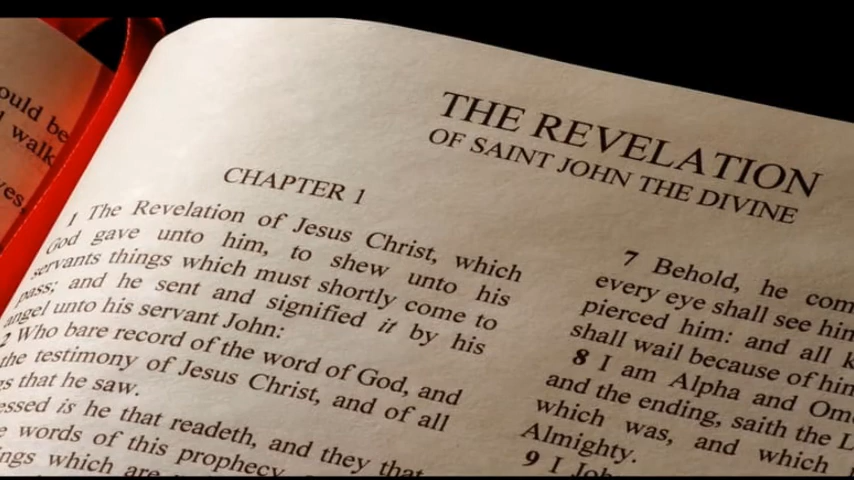 ould be
walk
yes,
THE REVELATION
OF SAINT JOHN THE DIVINE
CHAPTER 1
1 The Revelation of Jesus Christ, which
God gave unto him, to shew unto his
servants things which must shortly come to
pass; and he sent and signified it by his
angel unto his servant John:
2 Who bare record of the word of God, and
the testimony of Jesus Christ, and of all
s that he saw.
essed is he that readeth, and they that
words of this prophecy
ngs which are
7 Behold, he com
every eye shall see him
pierced him: and all k
shall wail because of him
8 I am Alpha and Ome
and the ending, saith the L
which was, and which
Almighty.
9 I John